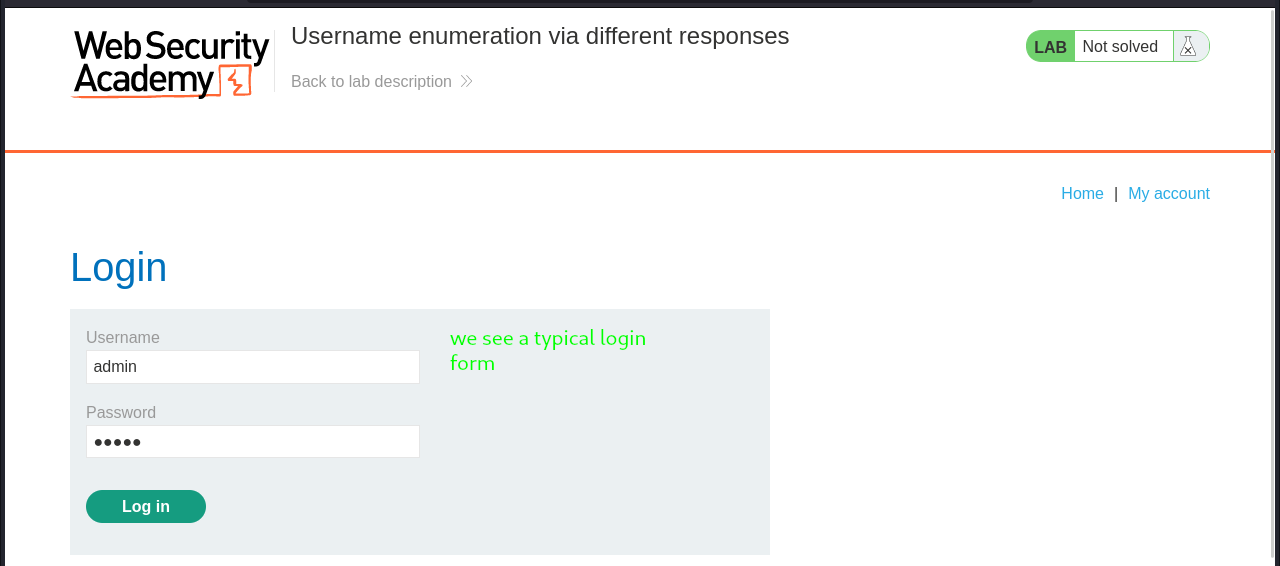 Web Security
Academy
Username enumeration via different responses
Back to lab description
LAB Not solved
Home | My account
Login
Username
admin
we see a typical login
form
Password
●●●●●
Log in